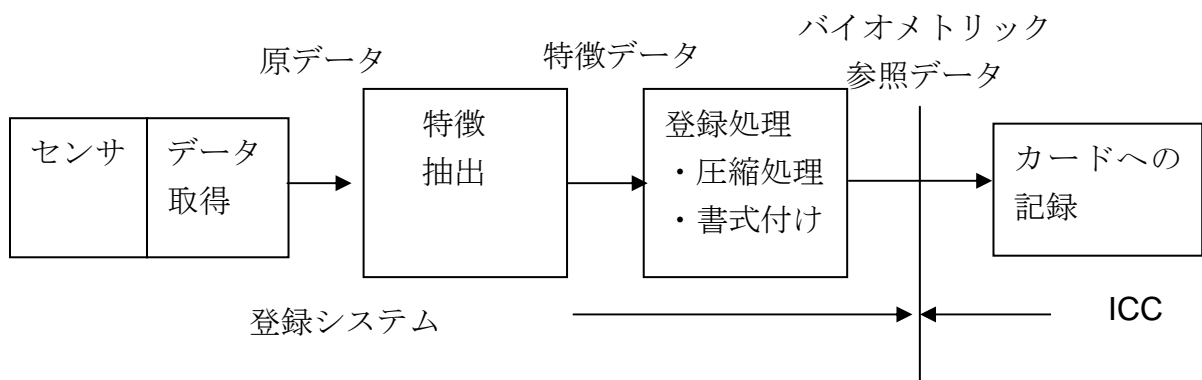 バイオメトリック
参照データ
原データ
特徴データ
センサ
データ
取得
特徴
抽出
登録処理
・圧縮処理
・書式付け
カードへの
記録
登録システム
ICC